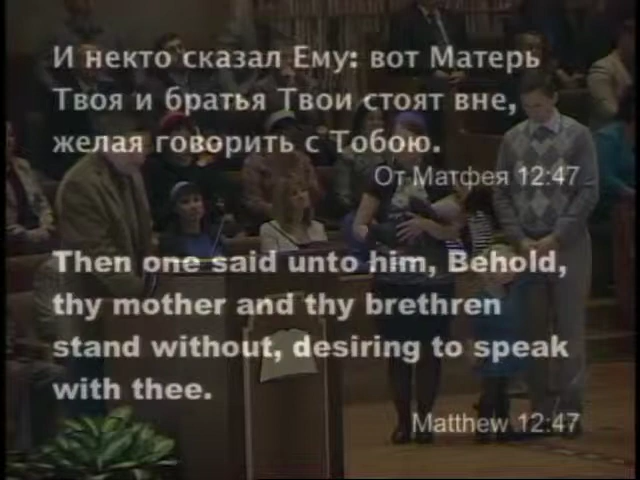 И некто сказал Ему: вот Матерь
Твоя и братья Твои стоят вне,
желая говорить с Тобою.
От Матфея 12:47
Then one said unto him, Behold,
thy mother and thy brethren
stand without, desiring to speak
with thee.
Matthew 12:47